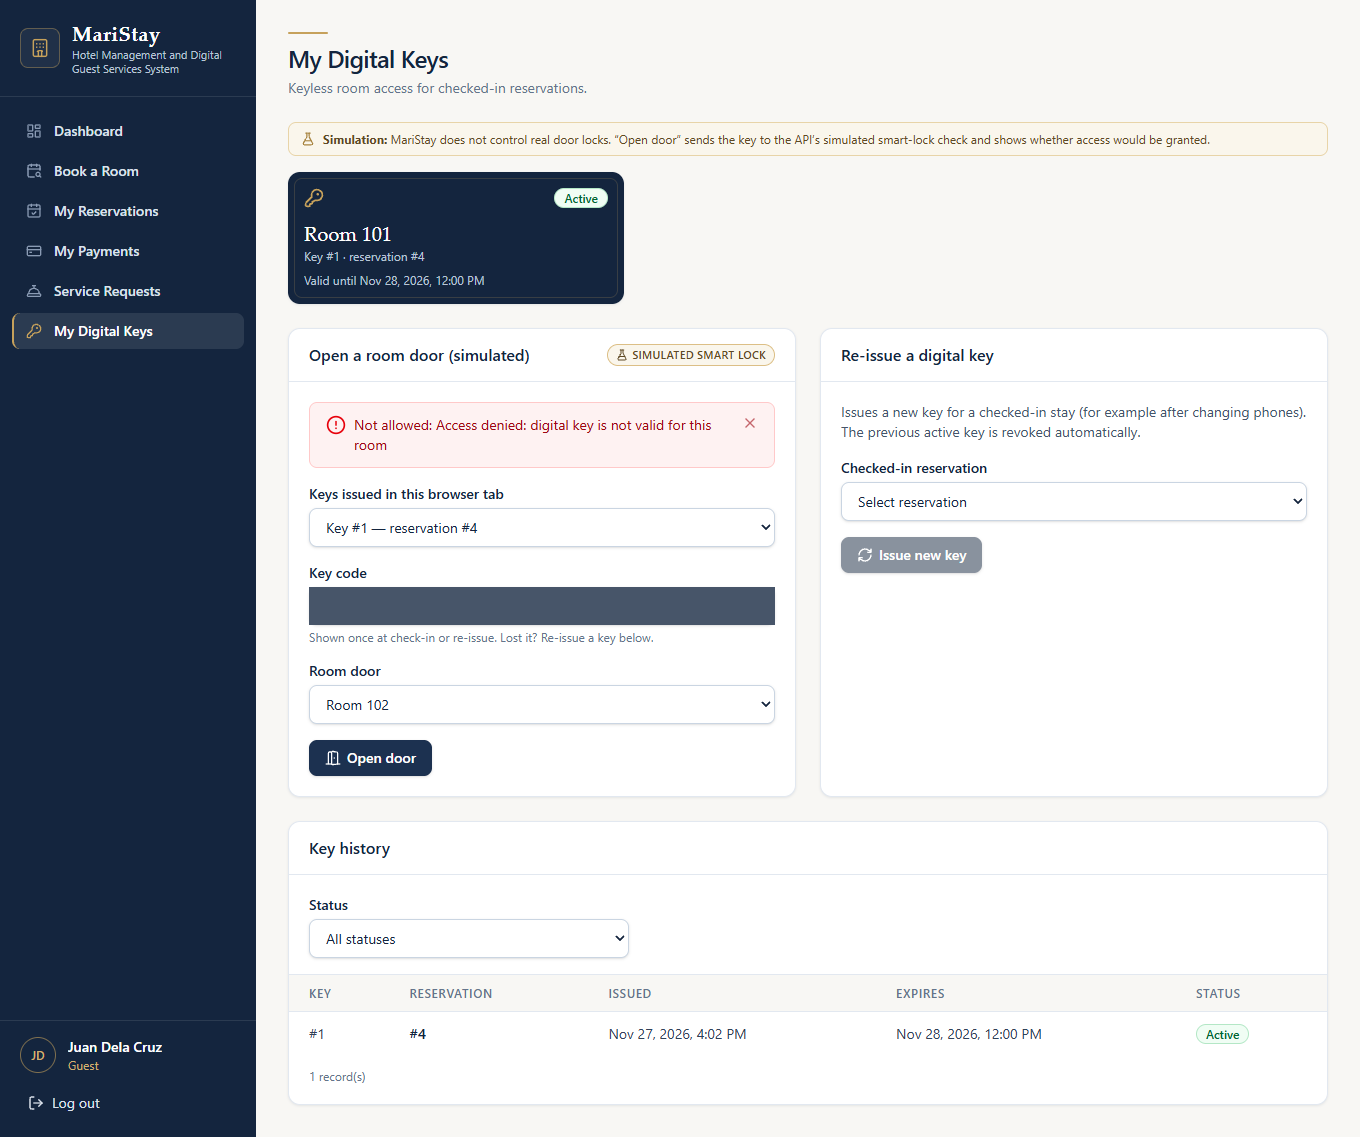 MariStay
Hotel Management and Digital
Guest Services System
Dashboard
Book a Room
My Reservations
My Payments
Service Requests
My Digital Keys
JD
Juan Dela Cruz
Guest
Log out
My Digital Keys
Keyless room access for checked-in reservations.
Simulation: MariStay does not control real door locks. “Open door” sends the key to the API's simulated smart-lock check and shows whether access would be granted.
Active
Room 101
Key #1 · reservation #4
Valid until Nov 28, 2026, 12:00 PM
Open a room door (simulated)
SIMULATED SMART LOCK
Not allowed: Access denied: digital key is not valid for this
room
Keys issued in this browser tab
Key #1 — reservation #4
Key code
Shown once at check-in or re-issue. Lost it? Re-issue a key below.
Room door
Room 102
Open door
Re-issue a digital key
Issues a new key for a checked-in stay (for example after changing phones).
The previous active key is revoked automatically.
Checked-in reservation
Select reservation
Issue new key
Key history
Status
All statuses
KEY RESERVATION ISSUED EXPIRES STATUS
#1 #4 Nov 27, 2026, 4:02 PM Nov 28, 2026, 12:00 PM Active
1 record(s)